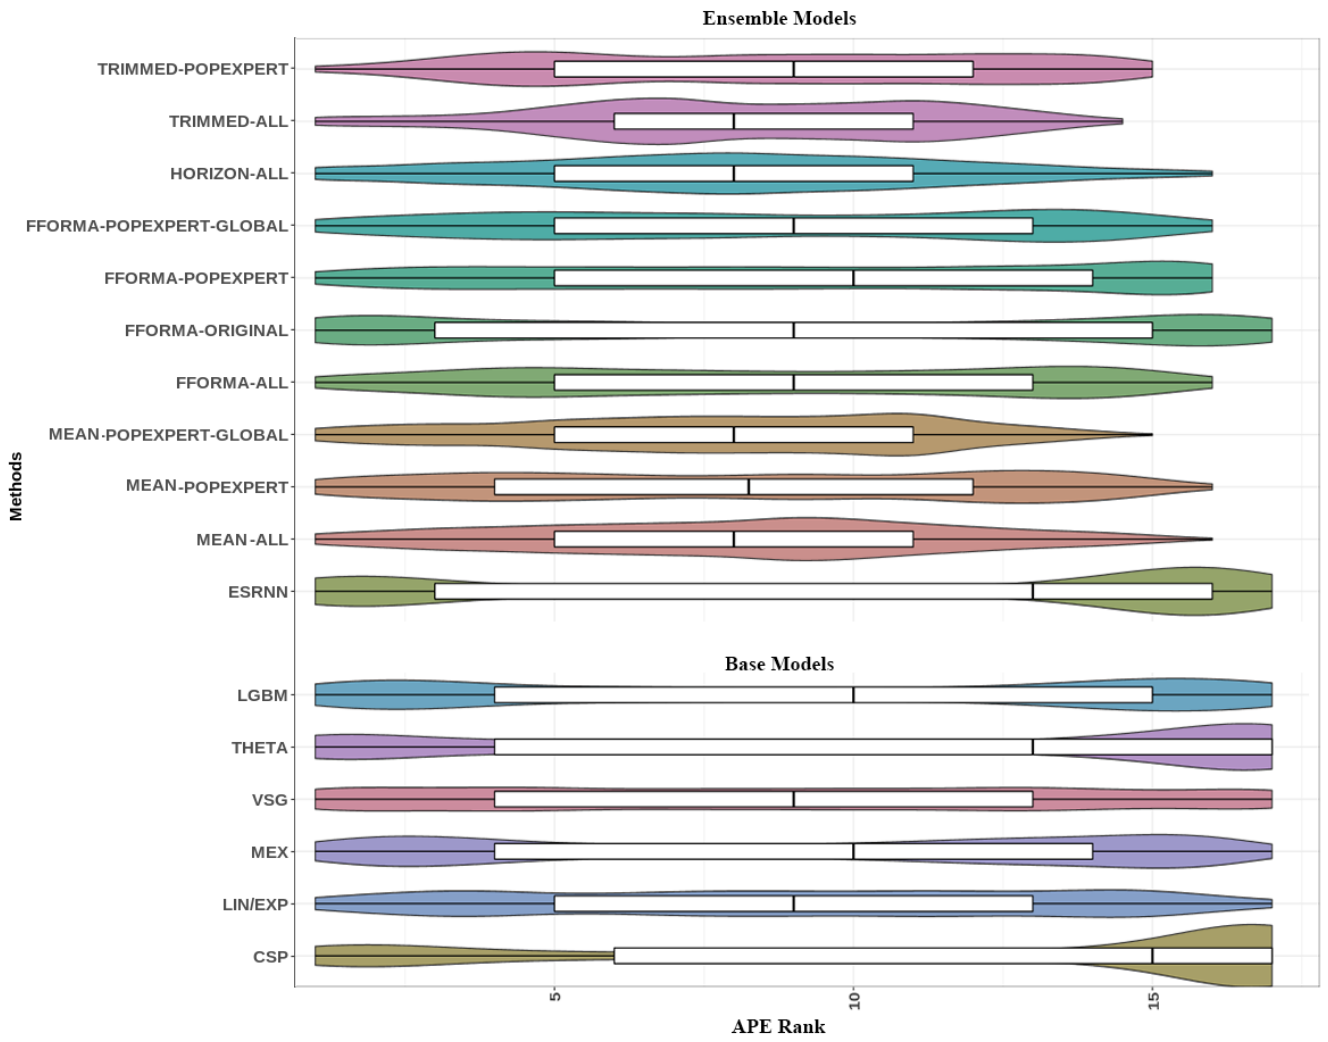 Ensemble Models
TRIMMED-POPEXPERT
TRIMMED-ALL
HORIZON-ALL
FFORMA-POPEXPERT-GLOBAL
FFORMA-POPEXPERT
FFORMA-ORIGINAL
FFORMA-ALL
MEAN-POPEXPERT-GLOBAL
MEAN-POPEXPERT
MEAN-ALL
ESRNN
Methods
Base Models
LGBM
THETA
VSG
MEX
LIN/EXP
CSP
5 10 15
APE Rank